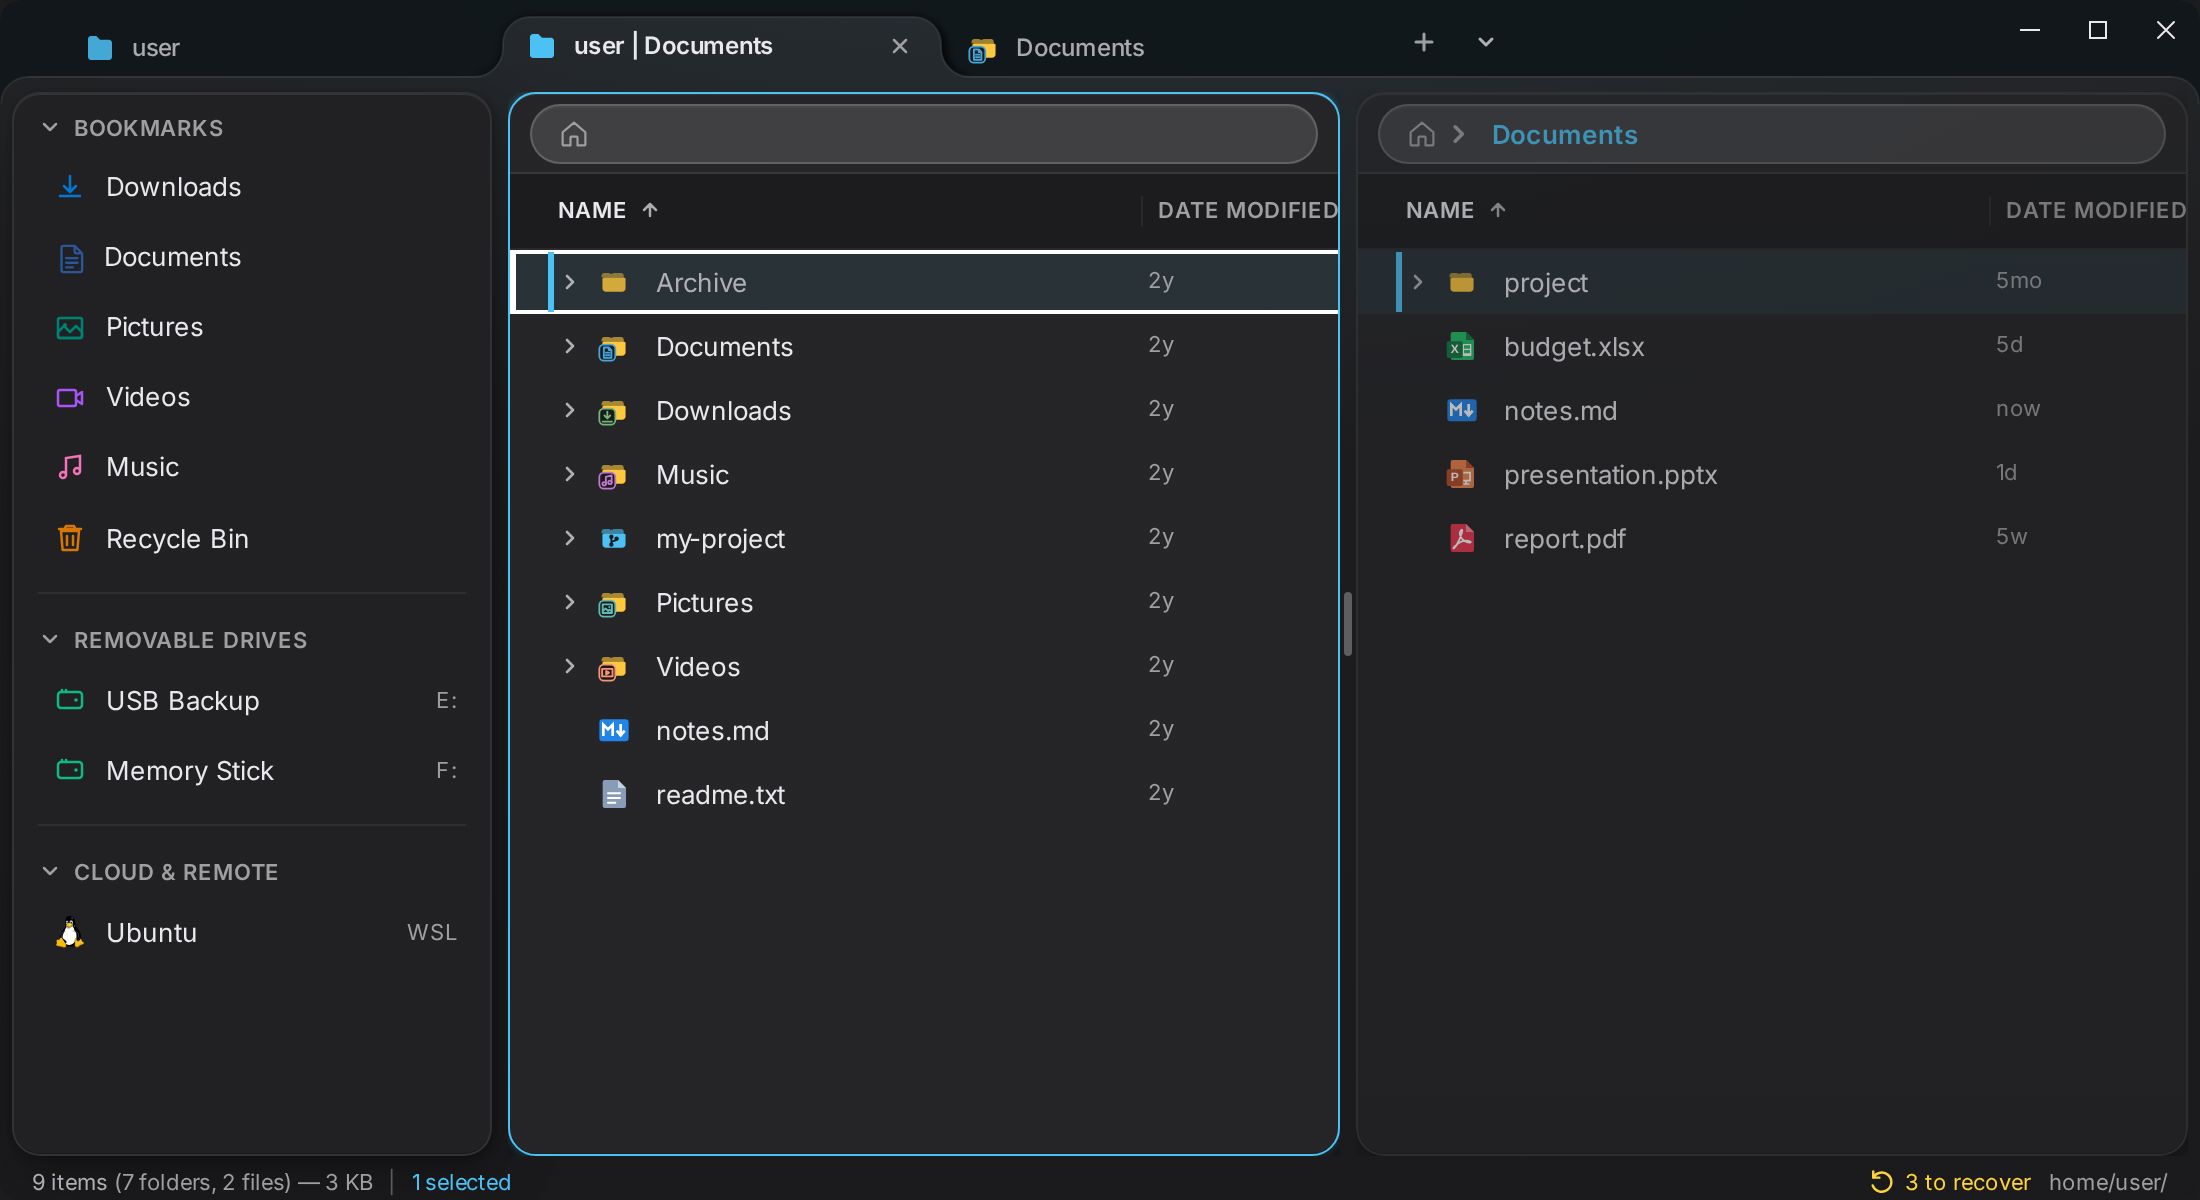 user
user | Documents
Documents
BOOKMARKS
Downloads
Documents
Pictures
Videos
Music
Recycle Bin
REMOVABLE DRIVES
USB Backup E:
Memory Stick F:
CLOUD & REMOTE
Ubuntu WSL
NAME DATE MODIFIED
Archive 2y
Documents 2y
Downloads 2y
Music 2y
my-project 2y
Pictures 2y
Videos 2y
notes.md 2y
readme.txt 2y
Documents
NAME DATE MODIFIED
project 5mo
budget.xlsx 5d
notes.md now
presentation.pptx 1d
report.pdf 5w
9 items (7 folders, 2 files) — 3 KB | 1 selected
3 to recover home/user/